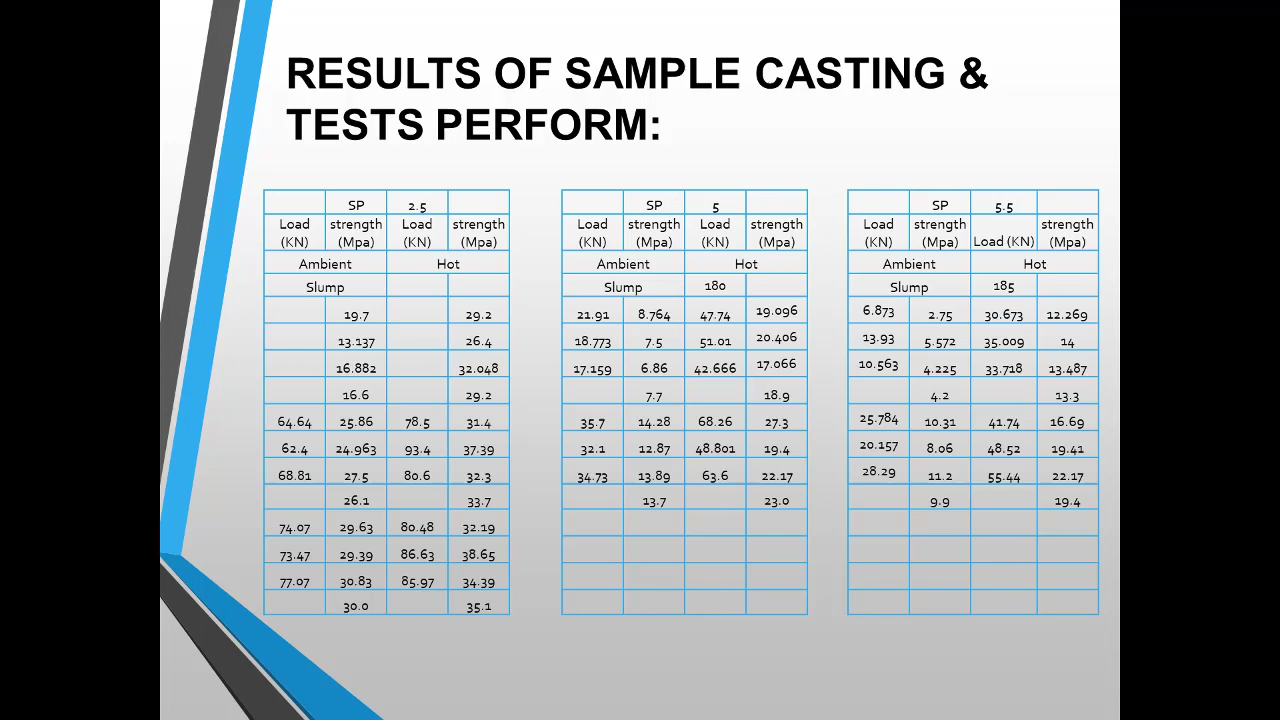 RESULTS OF SAMPLE CASTING &
TESTS PERFORM:
SP 2.5
Load (KN) strength (Mpa) Load (KN) strength (Mpa)
Ambient Hot
Slump
19.7 29.2
13.137 26.4
16.882 32.048
16.6 29.2
64.64 25.86 78.5 31.4
62.4 24.963 93.4 37.39
68.81 27.5 80.6 32.3
26.1 33.7
74.07 29.63 80.48 32.19
73.47 29.39 86.63 38.65
77.07 30.83 85.97 34.39
30.0 35.1
SP 5
Load (KN) strength (Mpa) Load (KN) strength (Mpa)
Ambient Hot
Slump 180
21.91 8.764 47.74 19.096
18.773 7.5 51.01 20.406
17.159 6.86 42.666 17.066
7.7 18.9
35.7 14.28 68.26 27.3
32.1 12.87 48.801 19.4
34.73 13.89 63.6 22.17
13.7 23.0
SP 5.5
Load (KN) strength (Mpa) Load (KN) strength (Mpa)
Ambient Hot
Slump 185
6.873 2.75 30.673 12.269
13.93 5.572 35.009 14
10.563 4.225 33.718 13.487
4.2 13.3
25.784 10.31 41.74 16.69
20.157 8.06 48.52 19.41
28.29 11.2 55.44 22.17
9.9 19.4